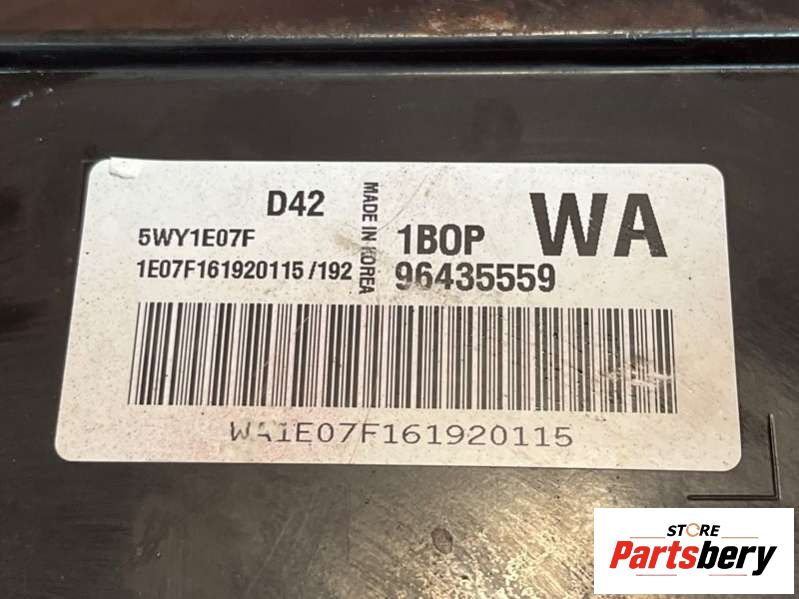 D42
5WY1E07F
1E07F161920115/192
MADE IN KOREA
1BOP
96435559
WA
WA1E07F161920115
STORE
Partsbery